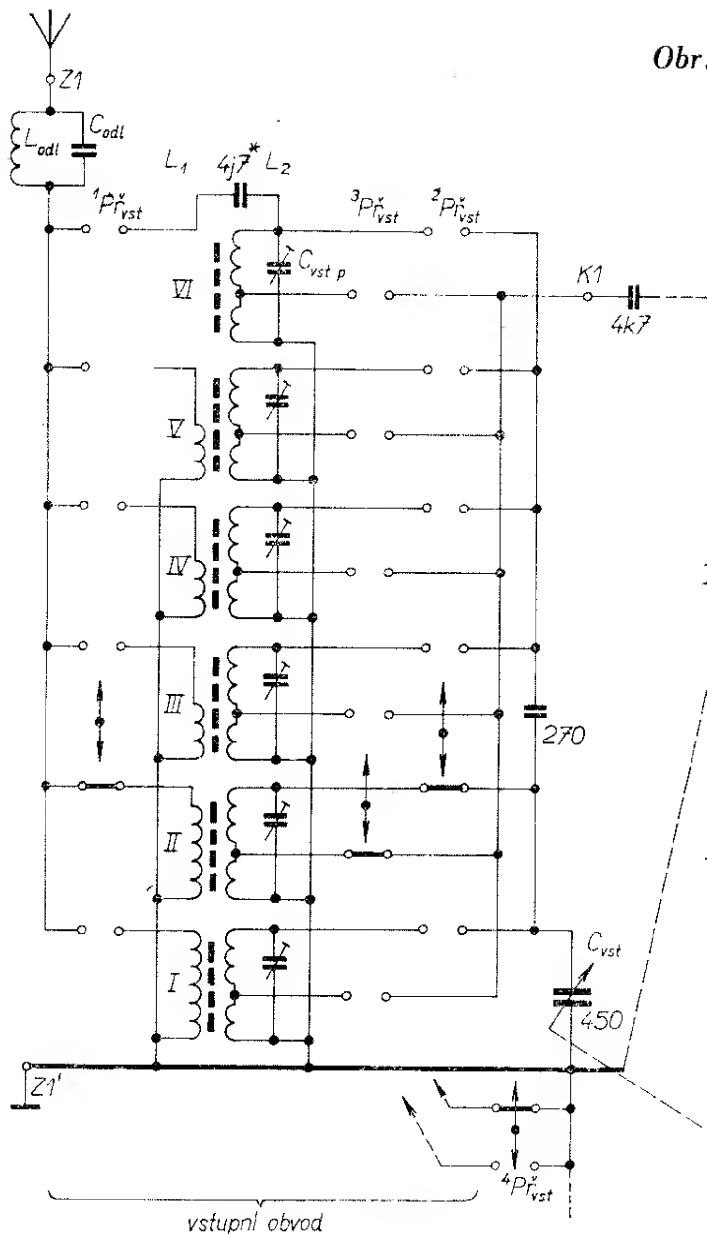 Obr.
Z1
L_odl C_odl
L_1 4j7* L_2
^1Př_vst ^3Př_vst ^2Př_vst
C_vst p
VI
K1
4k7
V
IV
III
270
II
C_vst
I
450
Z1'
^4Př_vst
vstupní obvod